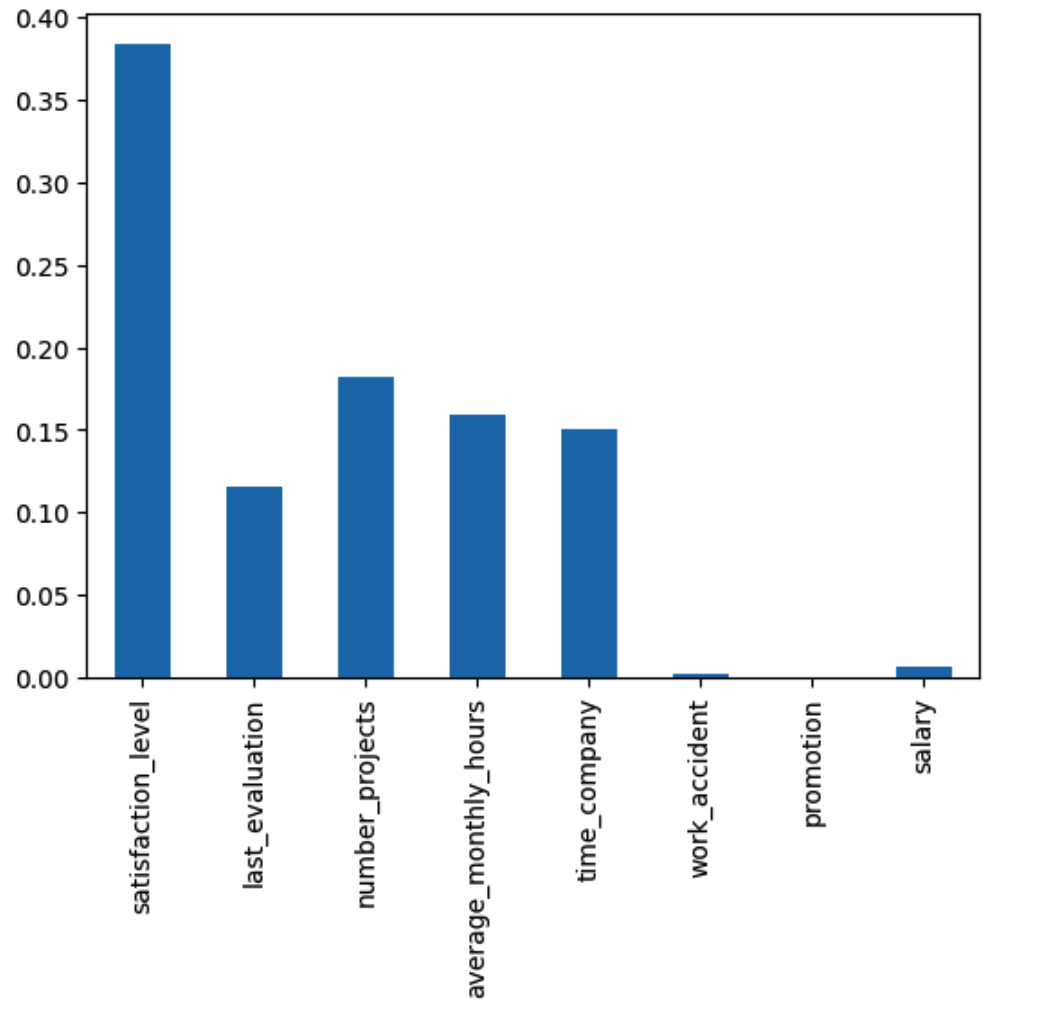 0.40
0.35
0.30
0.25
0.20
0.15
0.10
0.05
0.00
satisfaction_level
last_evaluation
number_projects
average_monthly_hours
time_company
work_accident
promotion
salary